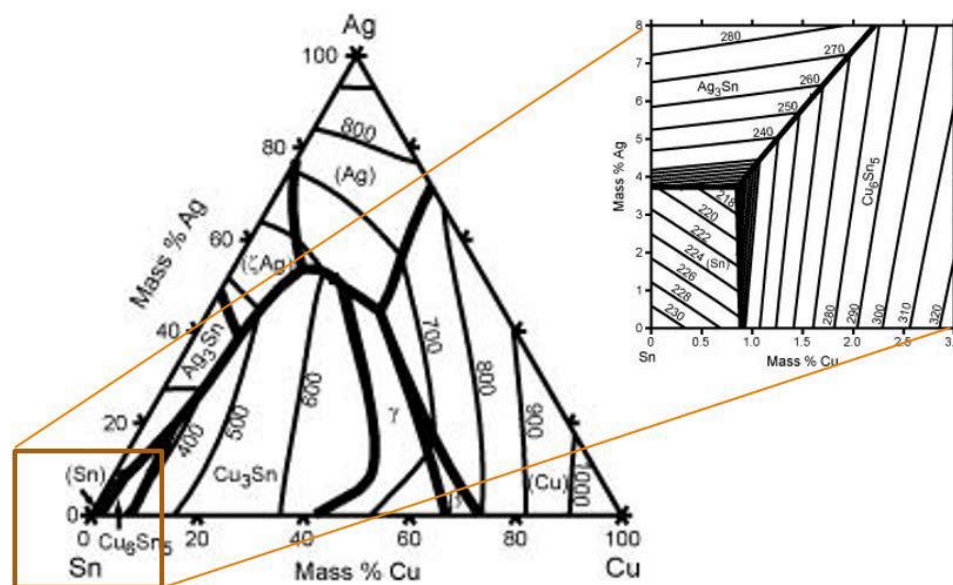 Ag
100
80
60
40
20
0
Mass % Ag
800
(Ag)
(ζAg)
Ag3Sn
400
500
600
700
800
900
1000
Cu3Sn
γ
(Cu)
(Sn)
Cu6Sn5
0
20
40
60
80
100
Sn
Mass % Cu
Cu
8
7
6
5
4
3
2
1
0
Mass % Ag
280
270
Ag3Sn
260
250
240
Cu6Sn5
218
220
222
224 (Sn)
226
228
230
280
290
300
310
320
0
0.5
1.0
1.5
2.0
Sn
Mass % Cu